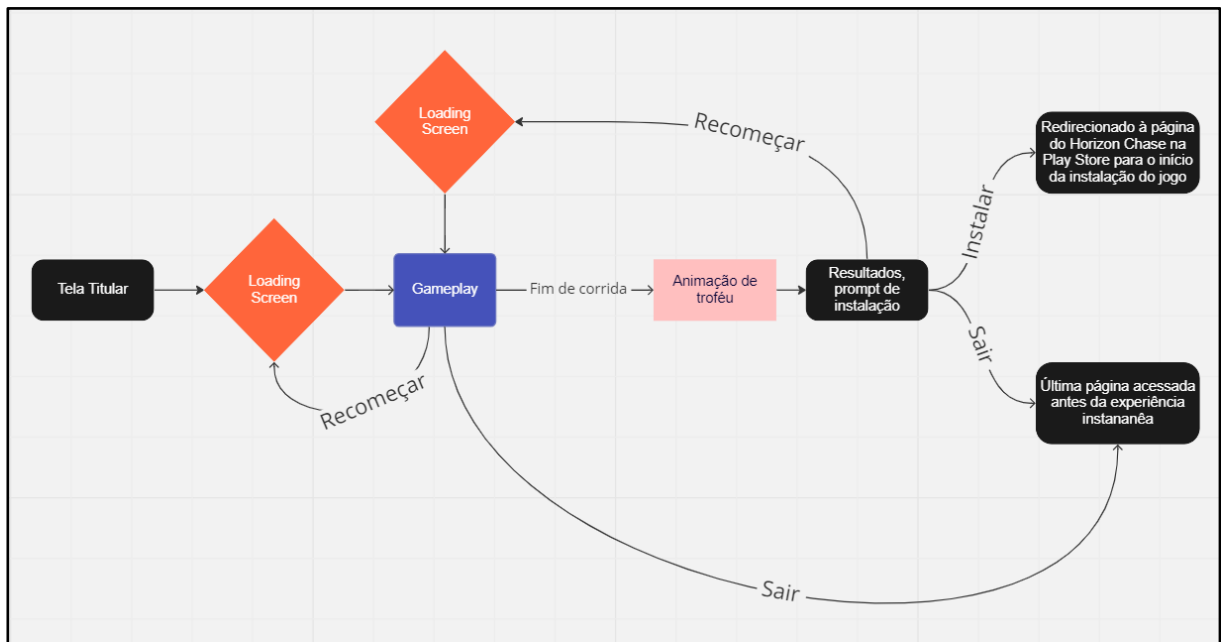 Loading
Screen
Recomeçar
Redirecionado à página
do Horizon Chase na
Play Store para o início
da instalação do jogo
Instalar
Tela Titular
Loading
Screen
Gameplay
Fim de corrida
Animação de
troféu
Resultados,
prompt de
instalação
Sair
Recomeçar
Última página acessada
antes da experiência
instananêa
Sair